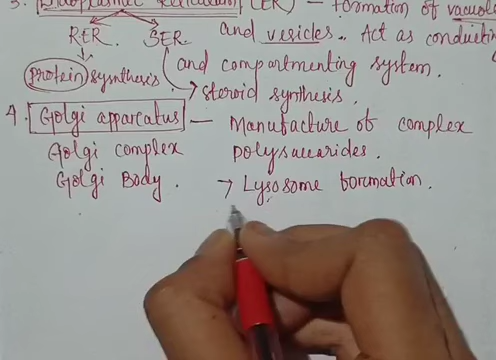 3. Endoplasmic Reticulum (ER) – formation of vacuole
RER. SER. and vesicles.. Act as conducting
and compartmenting system.
protein synthesis.
steroid synthesis.
4. Golgi apparatus — Manufacture of complex
Golgi complex polysaccarides.
Golgi Body. → Lysosome formation.